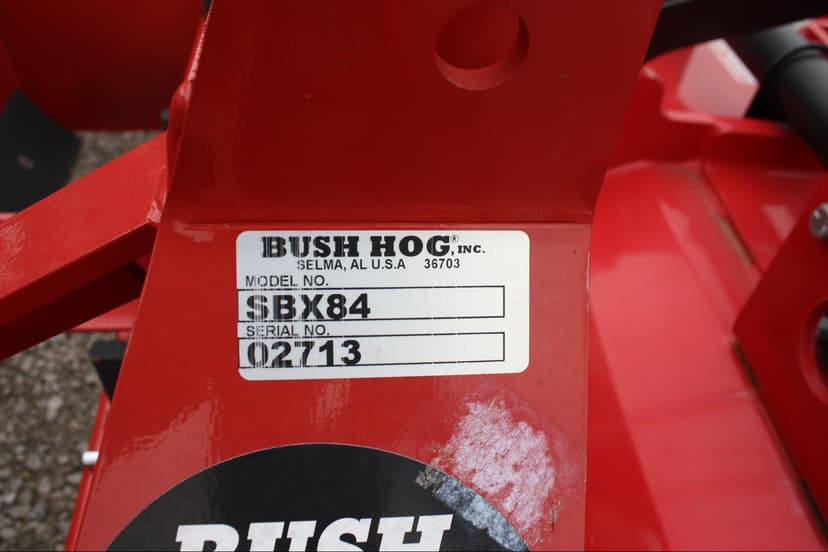 BUSH HOG®, INC.
SELMA, AL U.S.A 36703
MODEL NO.
SBX84
SERIAL NO.
02713
BUSH